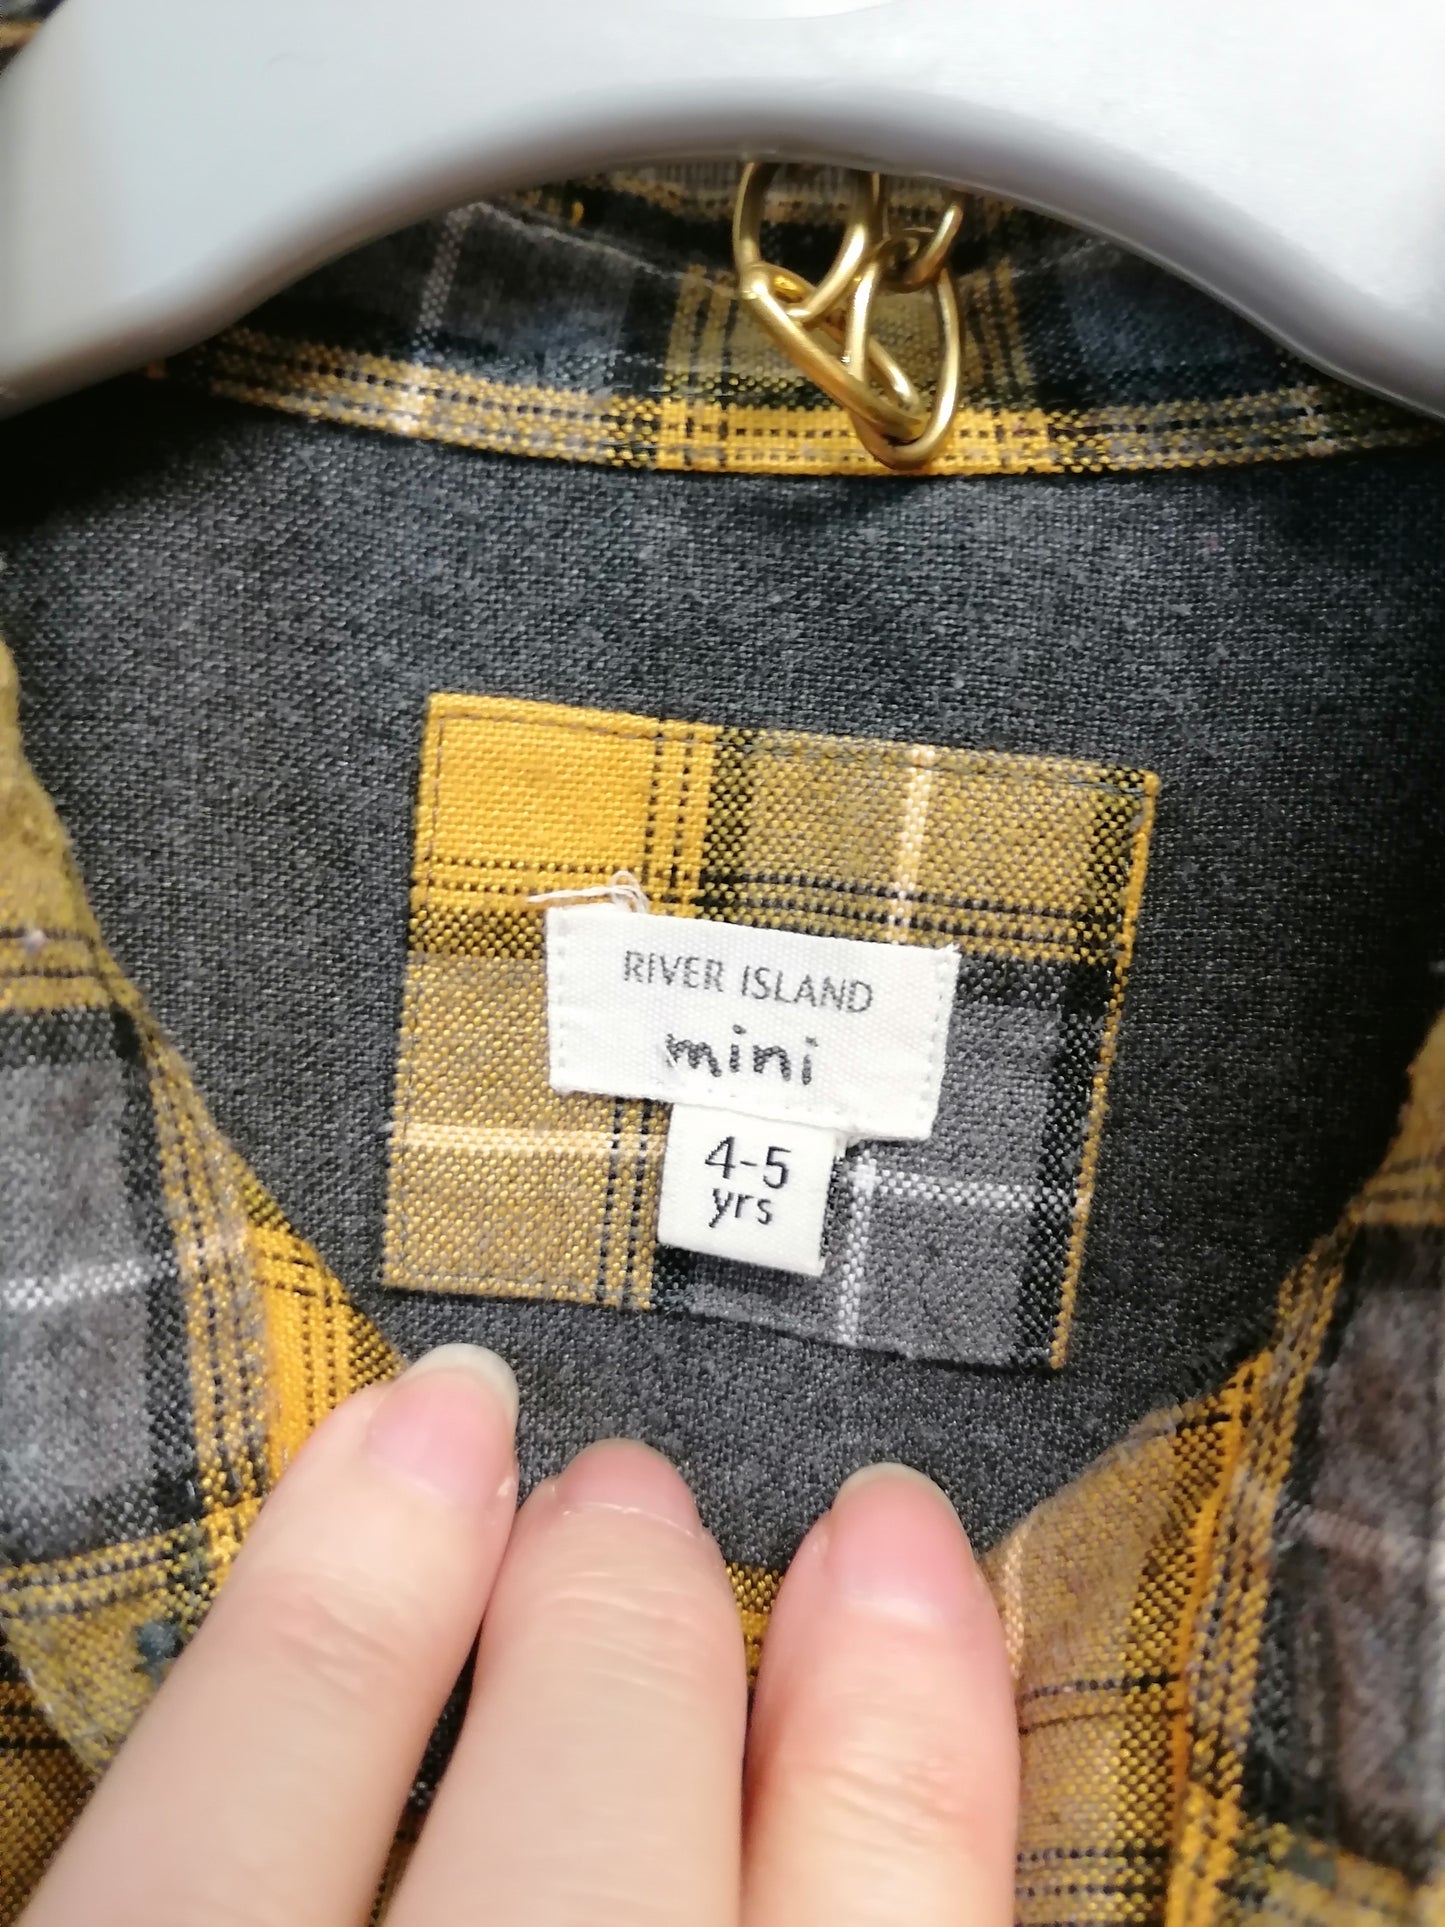 RIVER ISLAND
mini
4-5
yrs